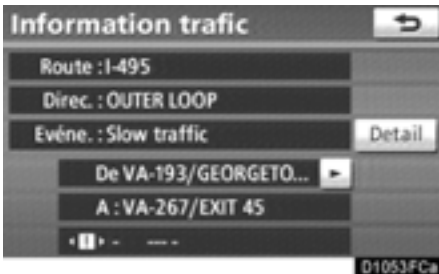 Information trafic
Route : I-495
Direc. : OUTER LOOP
Evéne. : Slow traffic
Detail
De VA-193/GEORGETO...
A : VA-267/EXIT 45
- --- -
D1053FCa